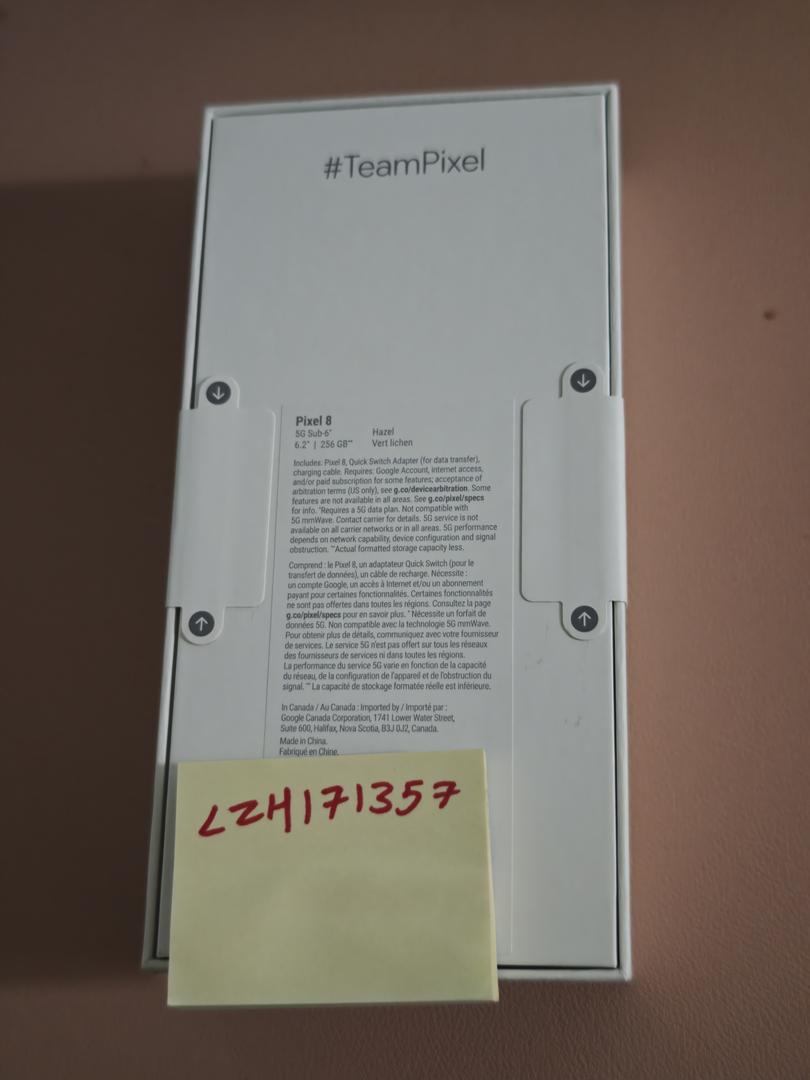 #TeamPixel
Pixel 8
5G Sub-6* Hazel
6.2" | 256 GB** Vert lichen
Includes: Pixel 8, Quick Switch Adapter (for data transfer),
charging cable. Requires: Google Account, internet access,
and/or paid subscription for some features; acceptance of
arbitration terms (US only), see g.co/devicearbitration. Some
features are not available in all areas. See g.co/pixel/specs
for info. *Requires a 5G data plan. Not compatible with
5G mmWave. Contact carrier for details. 5G service is not
available on all carrier networks or in all areas. 5G performance
depends on network capability, device configuration and signal
obstruction. **Actual formatted storage capacity less.
Comprend : le Pixel 8, un adaptateur Quick Switch (pour le
transfert de données), un câble de recharge. Nécessite :
un compte Google, un accès à Internet et/ou un abonnement
payant pour certaines fonctionnalités. Certaines fonctionnalités
ne sont pas offertes dans toutes les régions. Consultez la page
g.co/pixel/specs pour en savoir plus. * Nécessite un forfait de
données 5G. Non compatible avec la technologie 5G mmWave.
Pour obtenir plus de détails, communiquez avec votre fournisseur
de services. Le service 5G n'est pas offert sur tous les réseaux
des fournisseurs de services ni dans toutes les régions.
La performance du service 5G varie en fonction de la capacité
du réseau, de la configuration de l'appareil et de l'obstruction du
signal. ** La capacité de stockage formatée réelle est inférieure.
In Canada / Au Canada : Imported by / Importé par :
Google Canada Corporation, 1741 Lower Water Street,
Suite 600, Halifax, Nova Scotia, B3J 0J2, Canada.
Made in China.
Fabriqué en Chine.
LZH171357